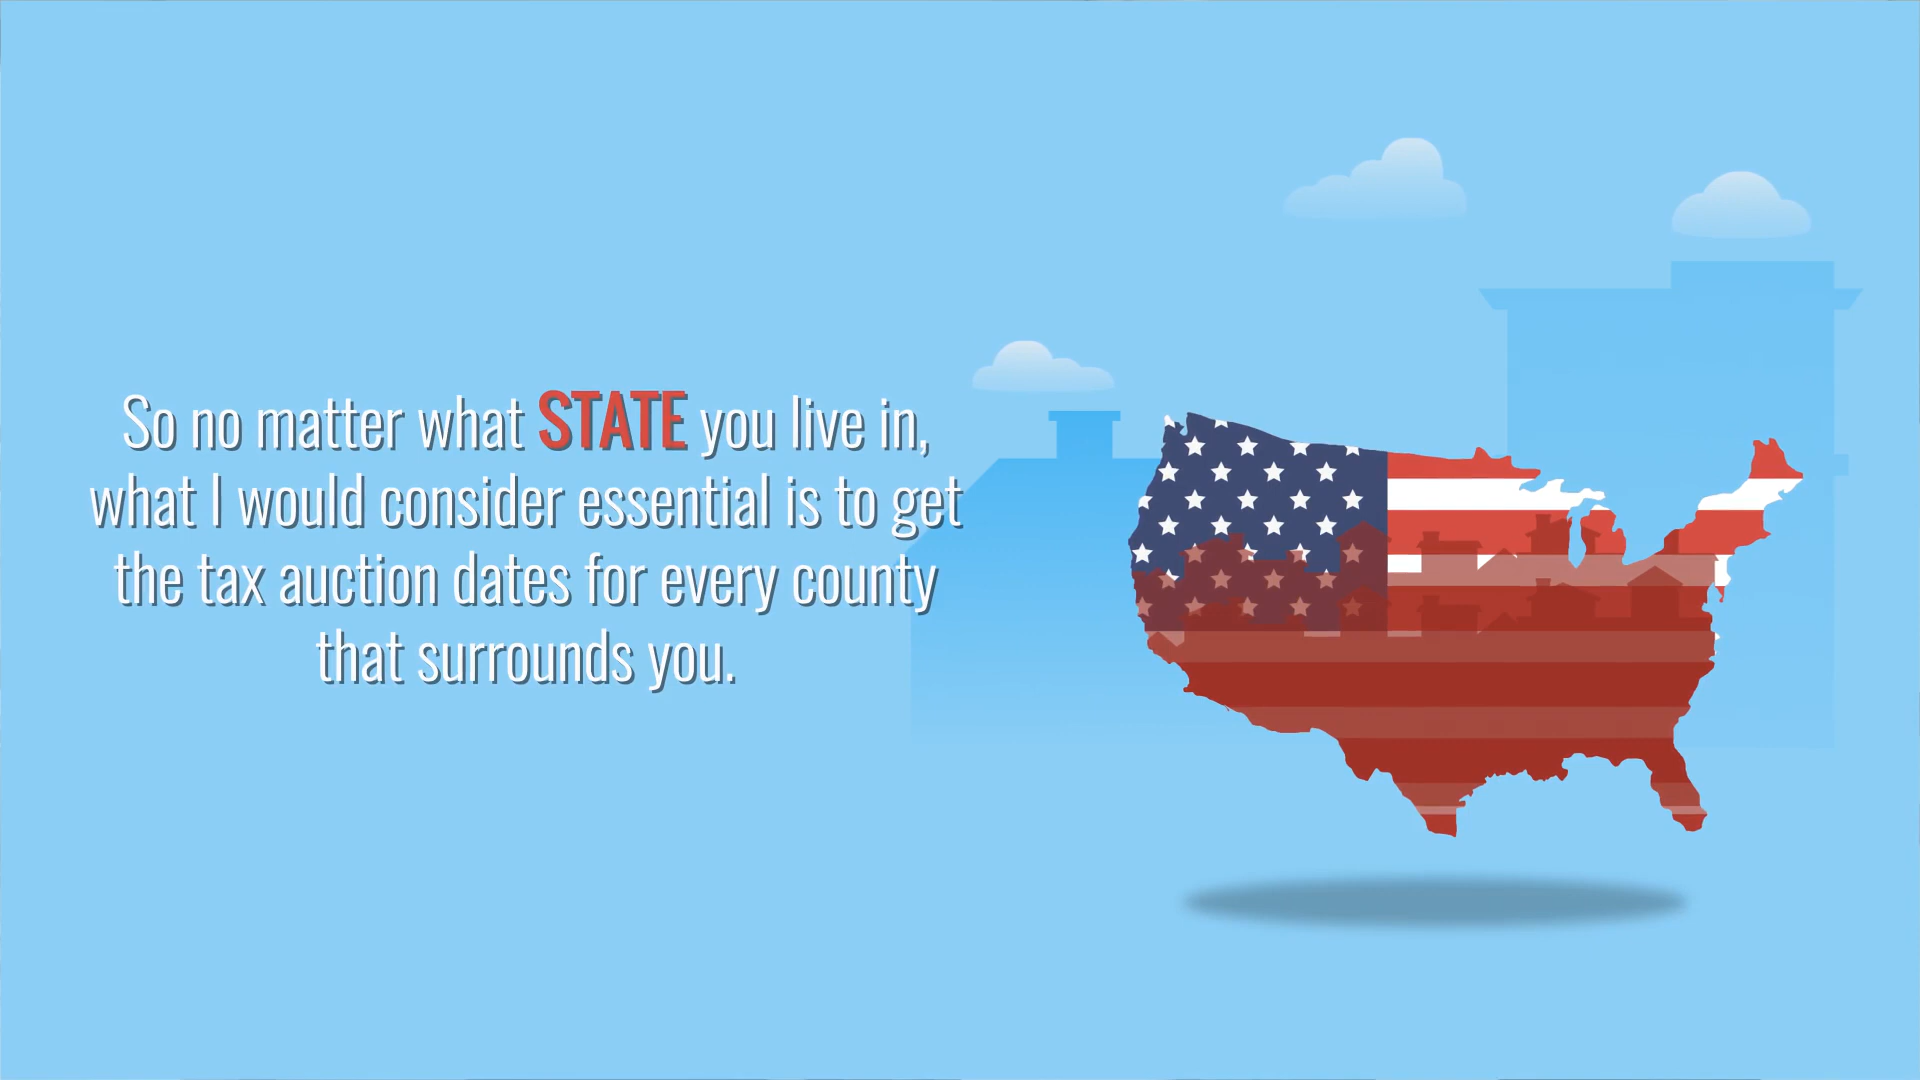 So no matter what STATE you live in,
what I would consider essential is to get
the tax auction dates for every county
that surrounds you.